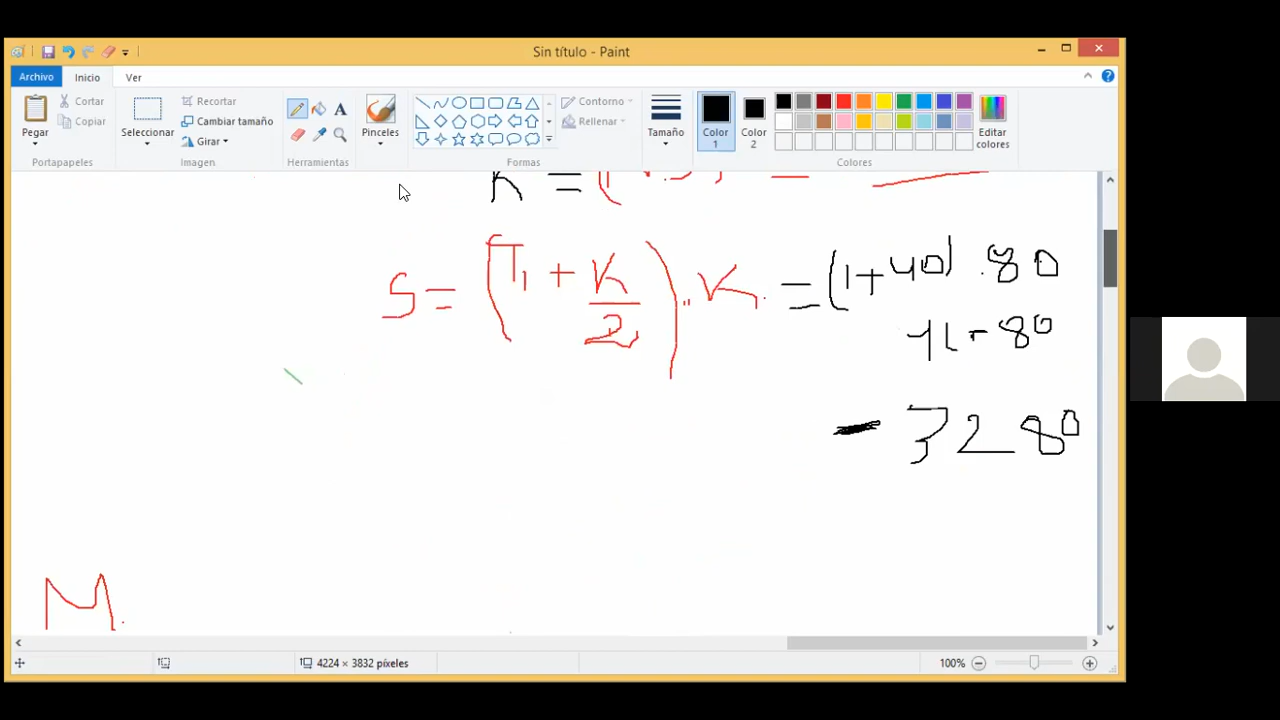 Sin título - Paint
Archivo Inicio Ver
Pegar
Cortar
Copiar
Portapapeles
Seleccionar
Recortar
Cambiar tamaño
Girar
Imagen
Herramientas
Pinceles
Contorno
Rellenar
Formas
Tamaño
Color 1
Color 2
Editar colores
Colores
K = (
S = (T1 + K/2) . K. = (1+40) .80
41 - 80
- 3280
M.
4224 × 3832 píxeles
100%